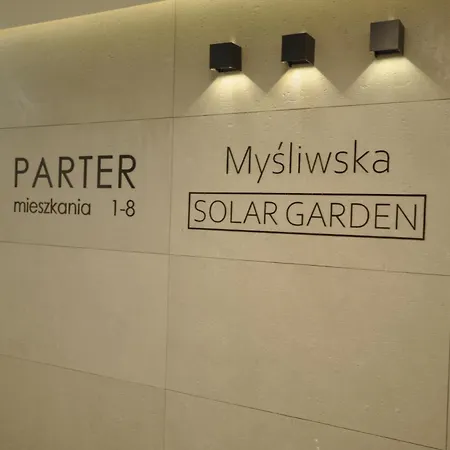 PARTER
mieszkania 1-8
Myśliwska
SOLAR GARDEN